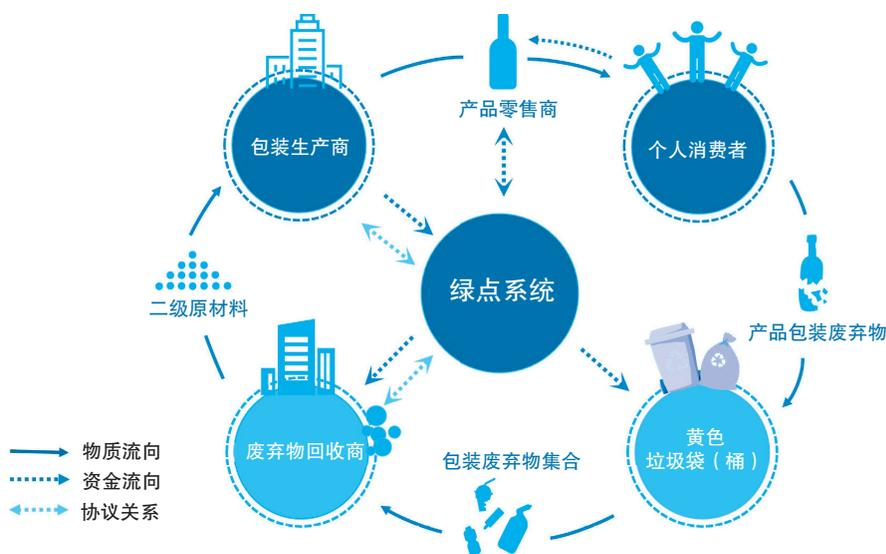 产品零售商
包装生产商
个人消费者
绿点系统
二级原材料
产品包装废弃物
废弃物回收商
黄色
垃圾袋（桶）
包装废弃物集合
物质流向
资金流向
协议关系